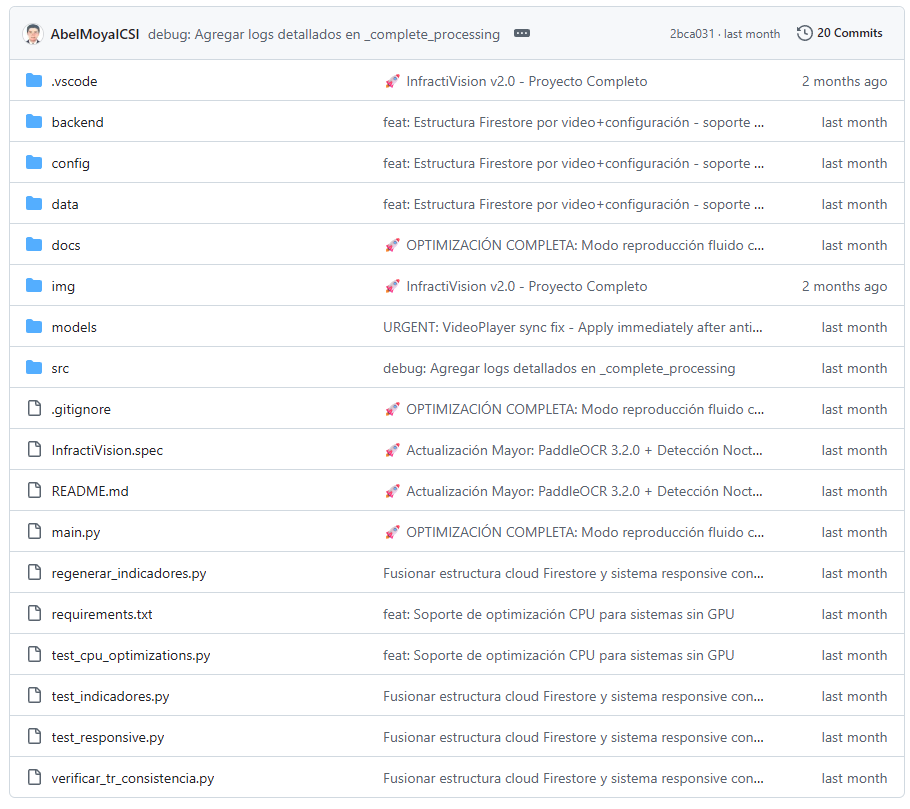 AbelMoyaICSI debug: Agregar logs detallados en _complete_processing ... 2bca031 · last month 20 Commits
.vscode 🚀 InfractiVision v2.0 - Proyecto Completo 2 months ago
backend feat: Estructura Firestore por video+configuración - soporte ... last month
config feat: Estructura Firestore por video+configuración - soporte ... last month
data feat: Estructura Firestore por video+configuración - soporte ... last month
docs 🚀 OPTIMIZACIÓN COMPLETA: Modo reproducción fluido c... last month
img 🚀 InfractiVision v2.0 - Proyecto Completo 2 months ago
models URGENT: VideoPlayer sync fix - Apply immediately after anti... last month
src debug: Agregar logs detallados en _complete_processing last month
.gitignore 🚀 OPTIMIZACIÓN COMPLETA: Modo reproducción fluido c... last month
InfractiVision.spec 🚀 Actualización Mayor: PaddleOCR 3.2.0 + Detección Noct... last month
README.md 🚀 Actualización Mayor: PaddleOCR 3.2.0 + Detección Noct... last month
main.py 🚀 OPTIMIZACIÓN COMPLETA: Modo reproducción fluido c... last month
regenerar_indicadores.py Fusionar estructura cloud Firestore y sistema responsive con... last month
requirements.txt feat: Soporte de optimización CPU para sistemas sin GPU last month
test_cpu_optimizations.py feat: Soporte de optimización CPU para sistemas sin GPU last month
test_indicadores.py Fusionar estructura cloud Firestore y sistema responsive con... last month
test_responsive.py Fusionar estructura cloud Firestore y sistema responsive con... last month
verificar_tr_consistencia.py Fusionar estructura cloud Firestore y sistema responsive con... last month